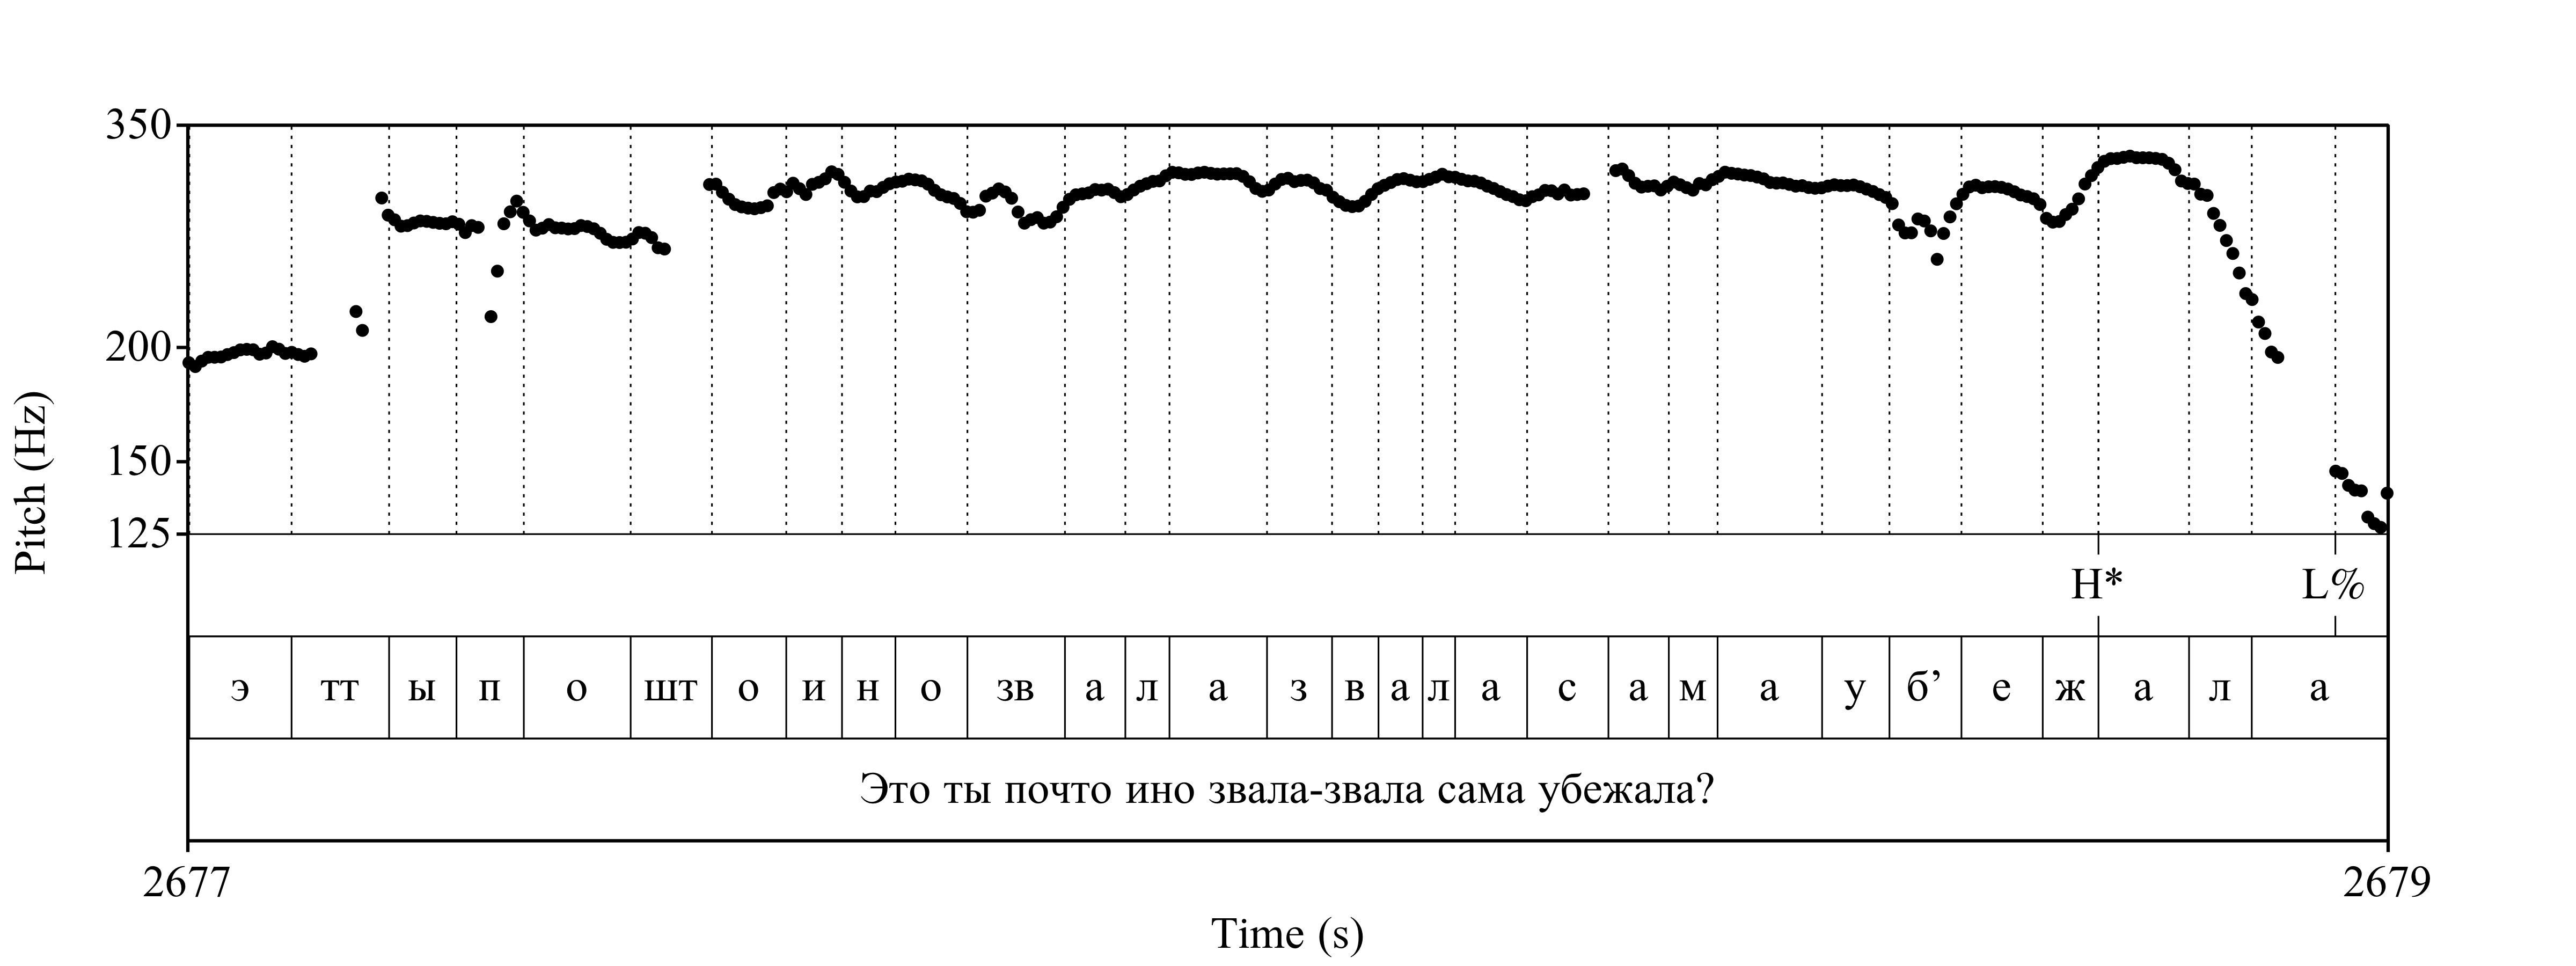 350
200
150
125
Pitch (Hz)
H* L%
э тт ы п о шт о и н о зв а л а з в а л а с а м а у б’ е ж а л а
Это ты почто ино звала-звала сама убежала?
2677 2679
Time (s)